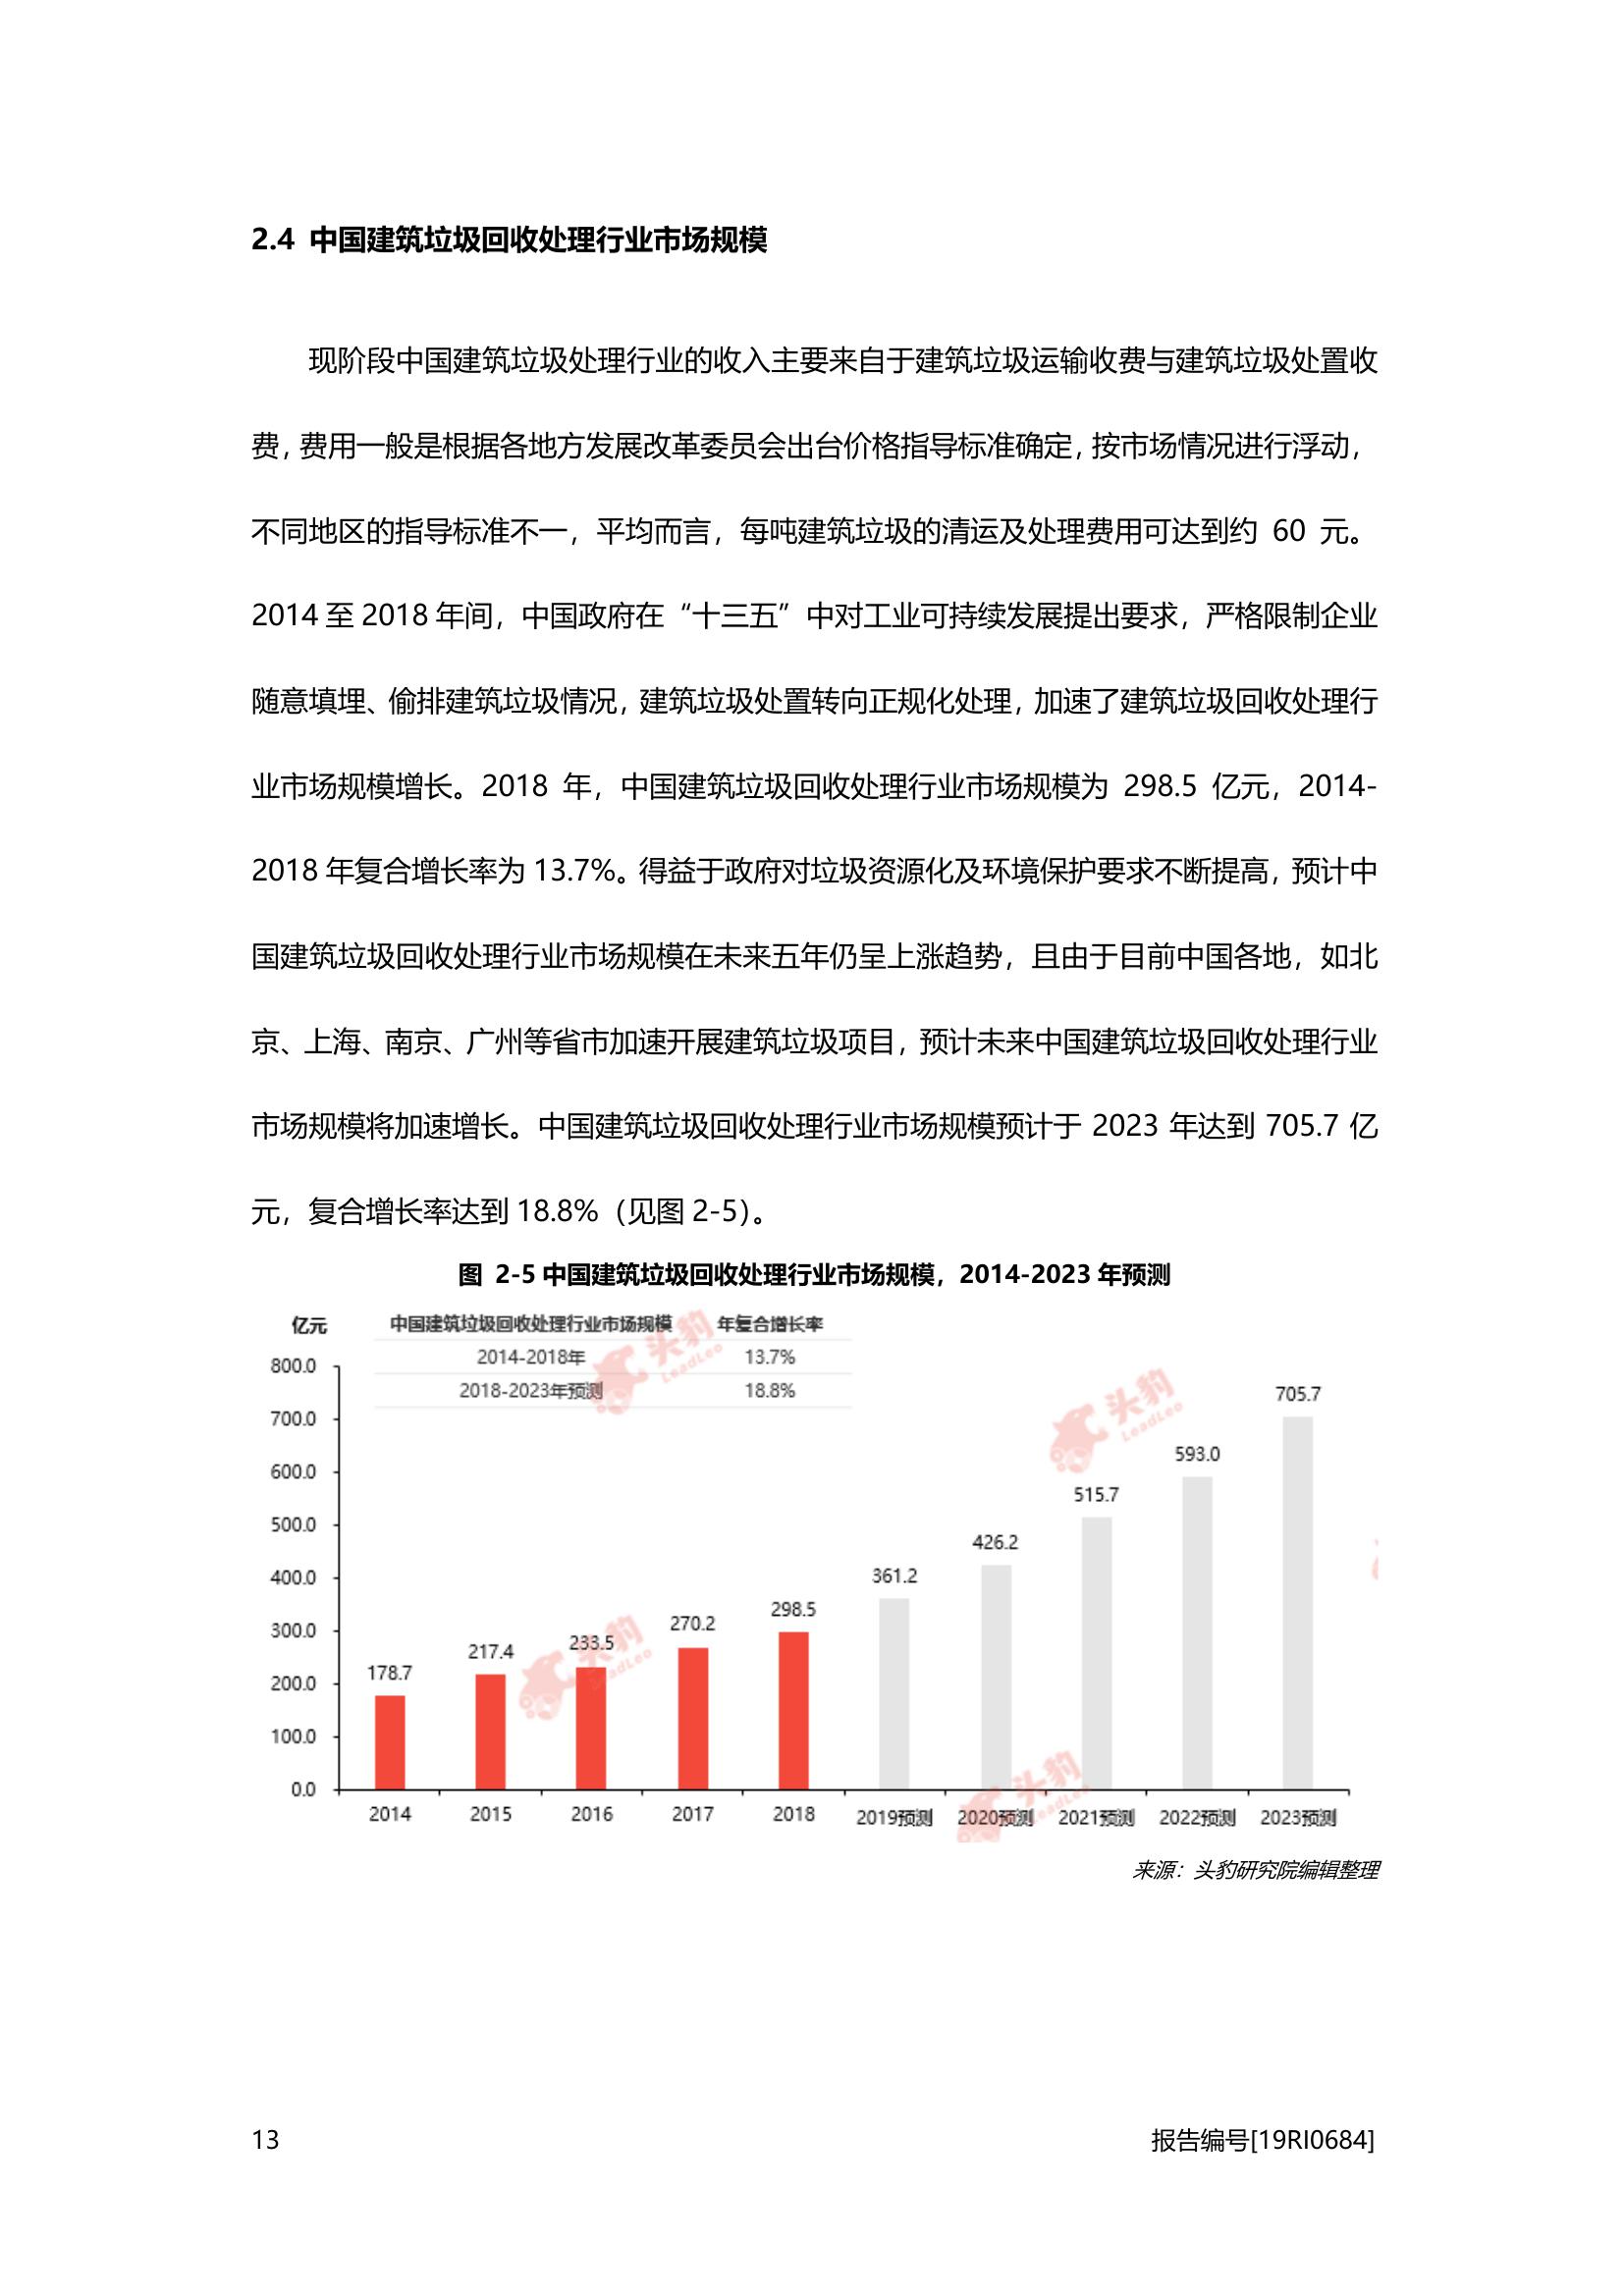 2.4 中国建筑垃圾回收处理行业市场规模
现阶段中国建筑垃圾处理行业的收入主要来自于建筑垃圾运输收费与建筑垃圾处置收
费，费用一般是根据各地方发展改革委员会出台价格指导标准确定，按市场情况进行浮动，
不同地区的指导标准不一，平均而言，每吨建筑垃圾的清运及处理费用可达到约 60 元。
2014 至 2018 年间，中国政府在“十三五”中对工业可持续发展提出要求，严格限制企业
随意填埋、偷排建筑垃圾情况，建筑垃圾处置转向正规化处理，加速了建筑垃圾回收处理行
业市场规模增长。2018 年，中国建筑垃圾回收处理行业市场规模为 298.5 亿元，2014-
2018 年复合增长率为 13.7%。得益于政府对垃圾资源化及环境保护要求不断提高，预计中
国建筑垃圾回收处理行业市场规模在未来五年仍呈上涨趋势，且由于目前中国各地，如北
京、上海、南京、广州等省市加速开展建筑垃圾项目，预计未来中国建筑垃圾回收处理行业
市场规模将加速增长。中国建筑垃圾回收处理行业市场规模预计于 2023 年达到 705.7 亿
元，复合增长率达到 18.8%（见图 2-5）。
图 2-5 中国建筑垃圾回收处理行业市场规模，2014-2023 年预测
亿元
中国建筑垃圾回收处理行业市场规模 年复合增长率
2014-2018年 13.7%
2018-2023年预测 18.8%
800.0
700.0
600.0
500.0
400.0
300.0
200.0
100.0
0.0
178.7
217.4
233.5
270.2
298.5
361.2
426.2
515.7
593.0
705.7
2014 2015 2016 2017 2018 2019预测 2020预测 2021预测 2022预测 2023预测
头豹
LeadLeo
头豹
LeadLeo
头豹
LeadLeo
头豹
LeadLeo
来源：头豹研究院编辑整理
13 报告编号[19RI0684]